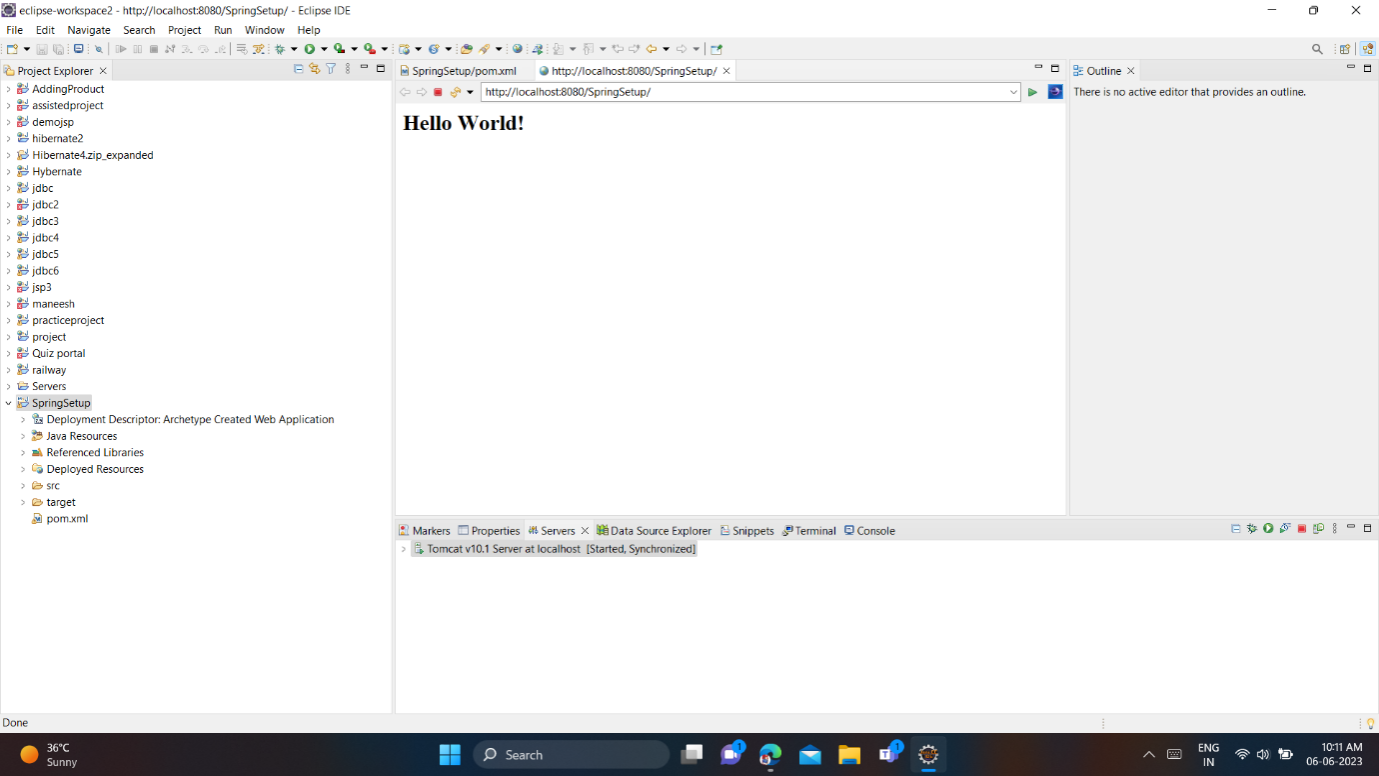 eclipse-workspace2 - http://localhost:8080/SpringSetup/ - Eclipse IDE
File Edit Navigate Search Project Run Window Help
Project Explorer
AddingProduct
assistedproject
demojsp
hibernate2
Hibernate4.zip_expanded
Hybernate
jdbc
jdbc2
jdbc3
jdbc4
jdbc5
jdbc6
jsp3
maneesh
practiceproject
project
Quiz portal
railway
Servers
SpringSetup
Deployment Descriptor: Archetype Created Web Application
Java Resources
Referenced Libraries
Deployed Resources
src
target
pom.xml
SpringSetup/pom.xml http://localhost:8080/SpringSetup/
http://localhost:8080/SpringSetup/
Hello World!
Outline
There is no active editor that provides an outline.
Markers Properties Servers Data Source Explorer Snippets Terminal Console
Tomcat v10.1 Server at localhost [Started, Synchronized]
Done
36°C
Sunny
Search
1
1
ENG
IN
10:11 AM
06-06-2023